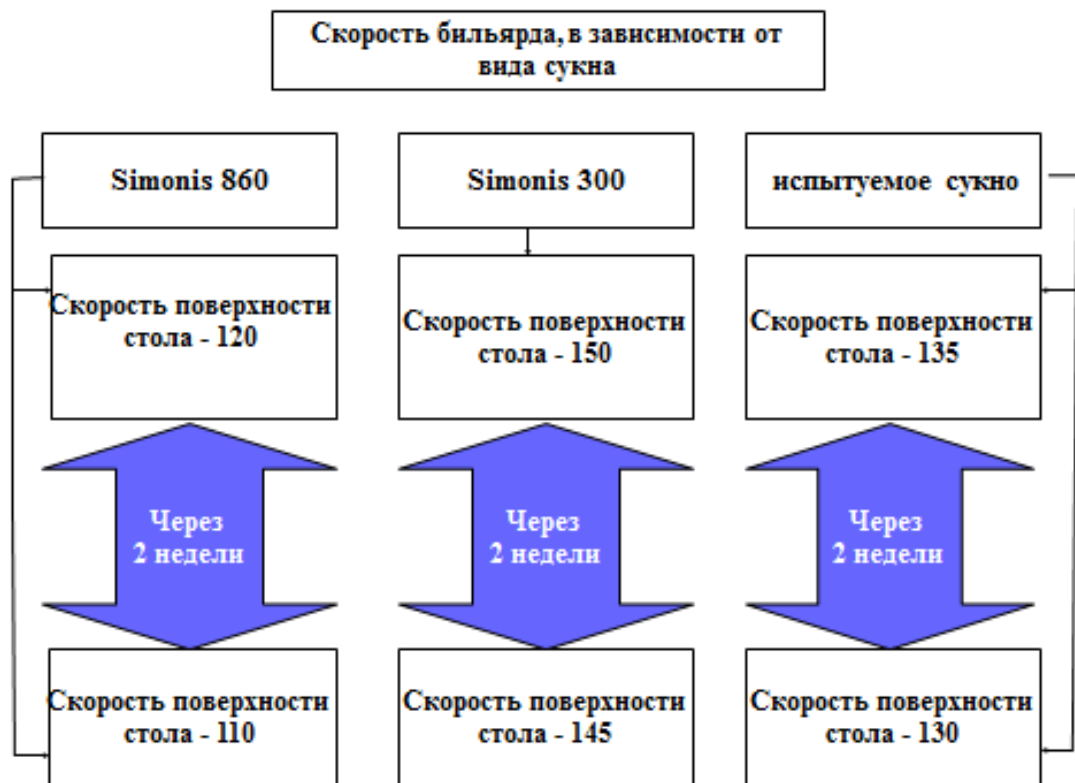 Скорость бильярда, в зависимости от
вида сукна
Simonis 860
Simonis 300
испытуемое сукно
Скорость поверхности
стола - 120
Скорость поверхности
стола - 150
Скорость поверхности
стола - 135
Через
2 недели
Через
2 недели
Через
2 недели
Скорость поверхности
стола - 110
Скорость поверхности
стола - 145
Скорость поверхности
стола - 130